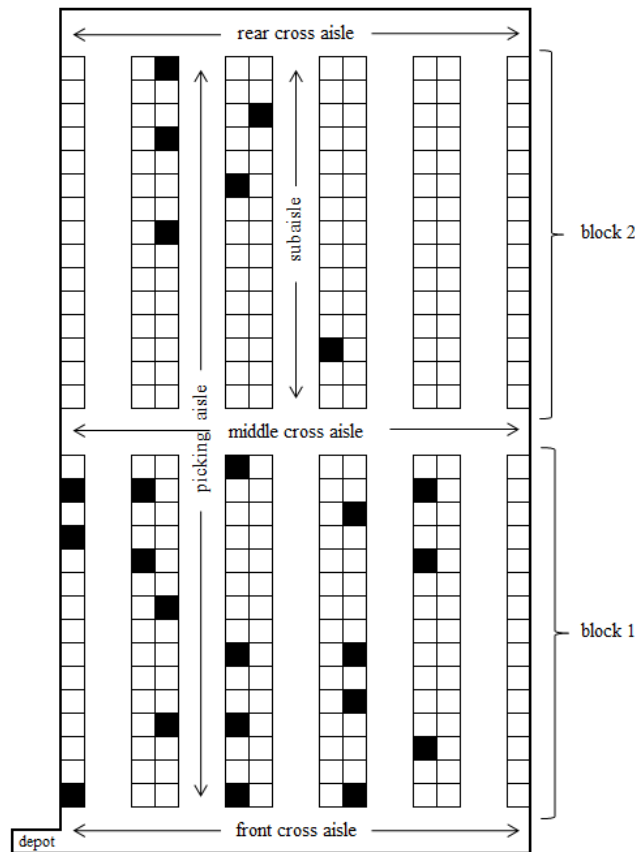 rear cross aisle
subaisle
block 2
picking aisle
middle cross aisle
block 1
front cross aisle
depot